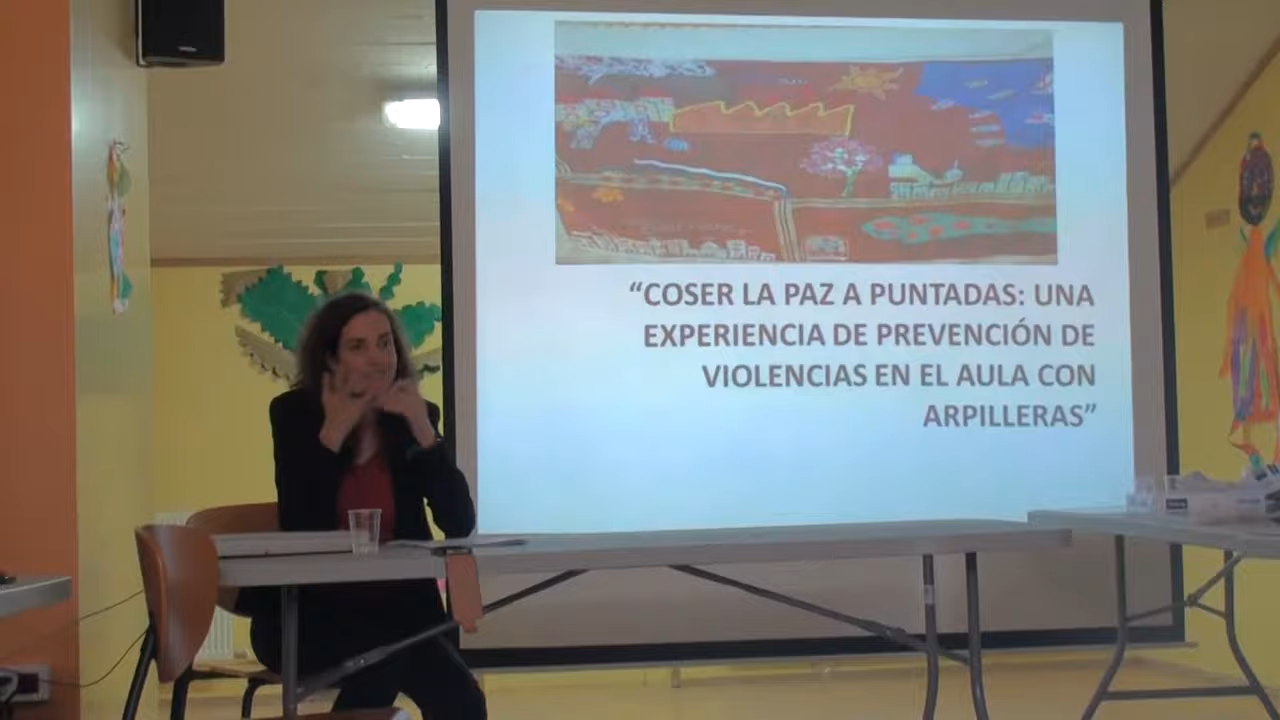 “COSER LA PAZ A PUNTADAS: UNA
EXPERIENCIA DE PREVENCIÓN DE
VIOLENCIAS EN EL AULA CON
ARPILLERAS”